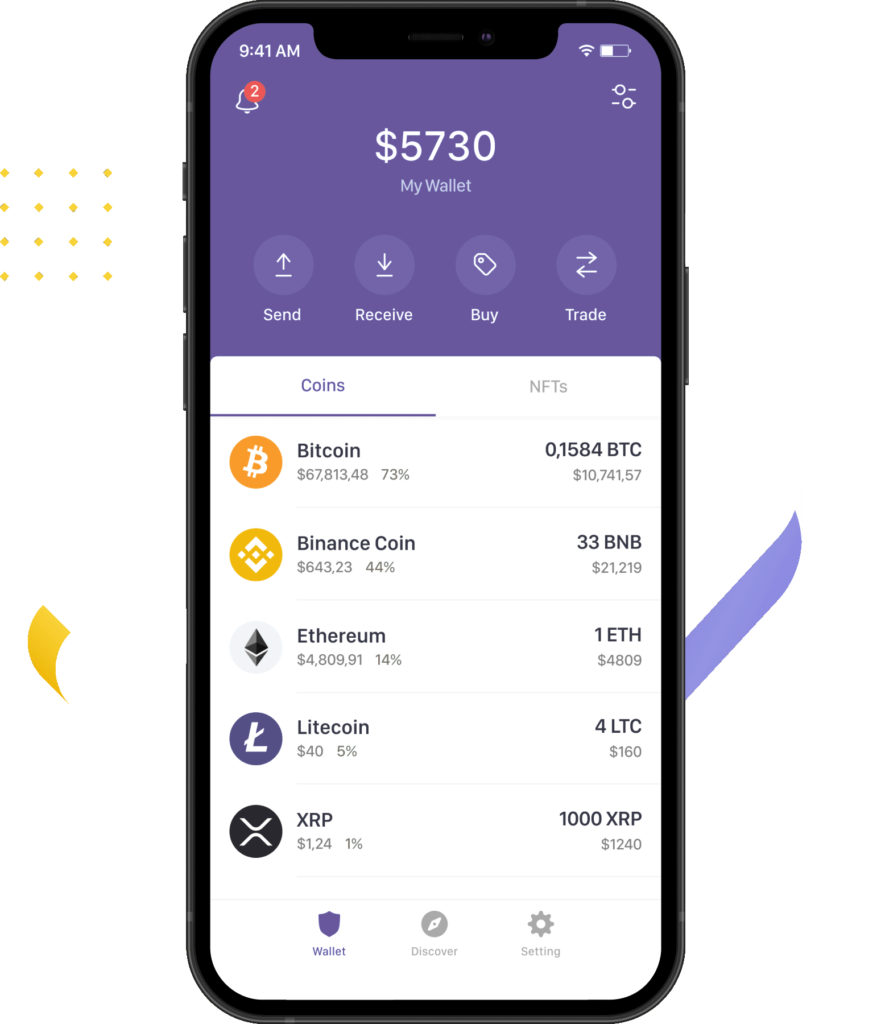 9:41 AM
2
$5730
My Wallet
Send Receive Buy Trade
Coins NFTs
Bitcoin 0,1584 BTC
$67,813,48 73% $10,741,57
Binance Coin 33 BNB
$643,23 44% $21,219
Ethereum 1 ETH
$4,809,91 14% $4809
Litecoin 4 LTC
$40 5% $160
XRP 1000 XRP
$1,24 1% $1240
Wallet Discover Setting